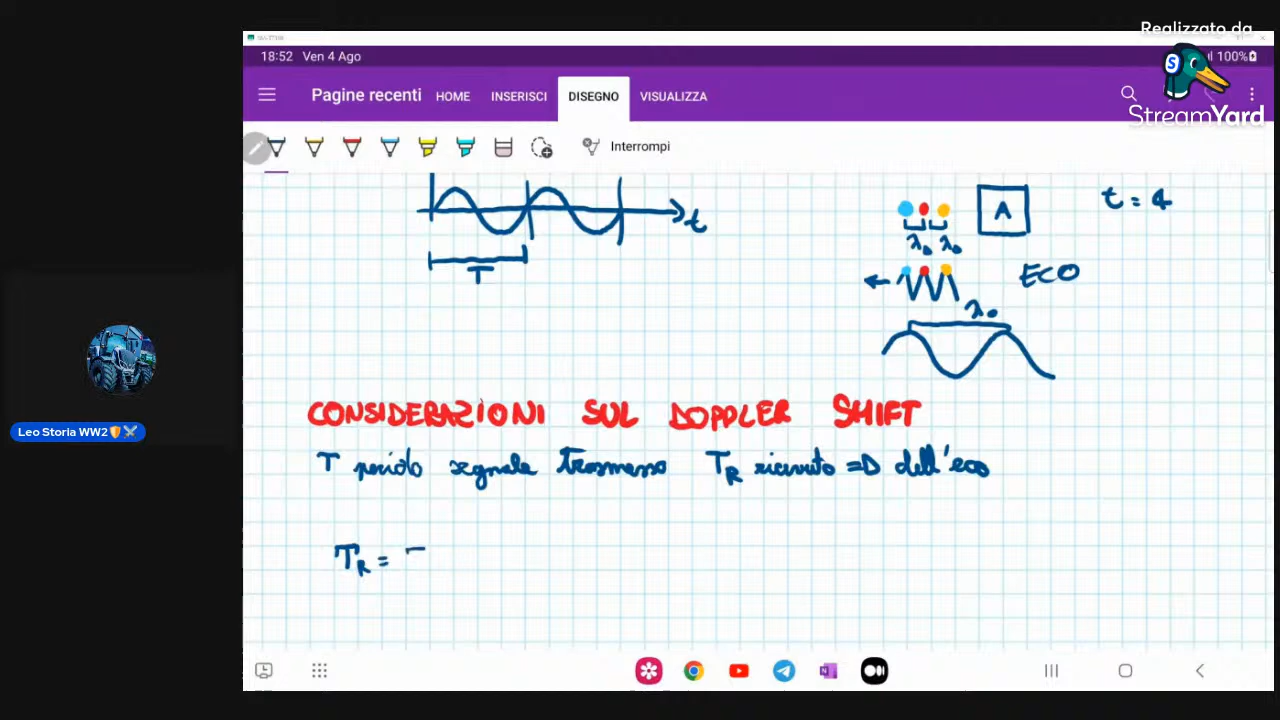 Realizzato da
StreamYard
18:52 Ven 4 Ago
100%
Pagine recenti HOME INSERISCI DISEGNO VISUALIZZA
Interrompi
t
T
A
t = 4
λ₀ λ₀
ECO
λ₀
CONSIDERAZIONI SUL DOPPLER SHIFT
T periodo segnale trasmesso T_R ricevuto => dell'eco
T_R =
Leo Storia WW2🛡️⚔️